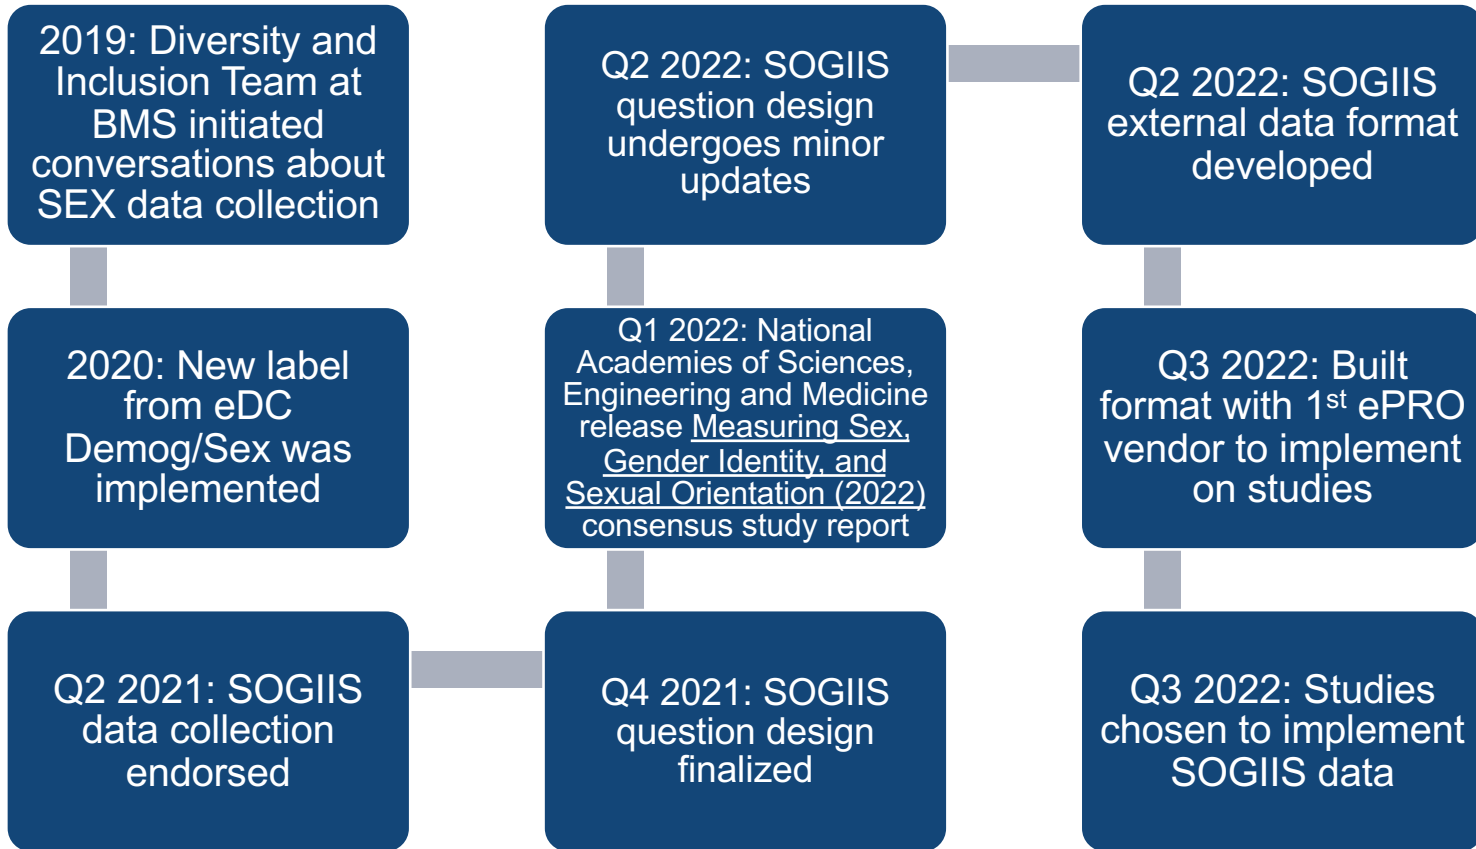 2019: Diversity and
Inclusion Team at
BMS initiated
conversations about
SEX data collection
2020: New label
from eDC
Demog/Sex was
implemented
Q2 2021: SOGIIS
data collection
endorsed
Q4 2021: SOGIIS
question design
finalized
Q1 2022: National
Academies of Sciences,
Engineering and Medicine
release Measuring Sex,
Gender Identity, and
Sexual Orientation (2022)
consensus study report
Q2 2022: SOGIIS
question design
undergoes minor
updates
Q2 2022: SOGIIS
external data format
developed
Q3 2022: Built
format with 1st ePRO
vendor to implement
on studies
Q3 2022: Studies
chosen to implement
SOGIIS data